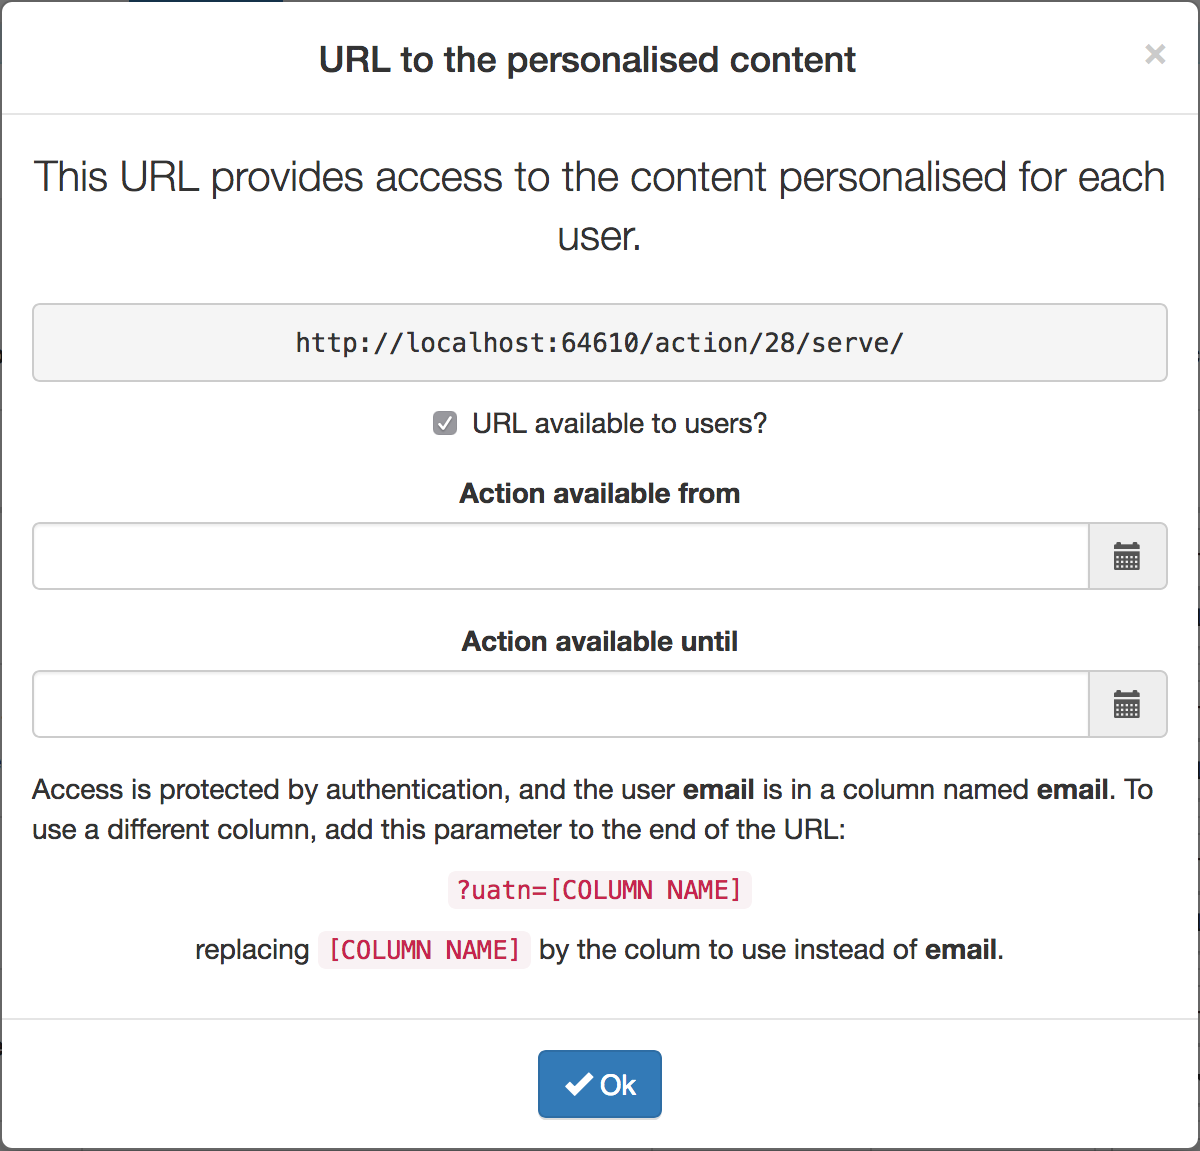 URL to the personalised content
×
This URL provides access to the content personalised for each
user.
http://localhost:64610/action/28/serve/
URL available to users?
Action available from
Action available until
Access is protected by authentication, and the user email is in a column named email. To
use a different column, add this parameter to the end of the URL:
?uatn=[COLUMN NAME]
replacing [COLUMN NAME] by the colum to use instead of email.
Ok